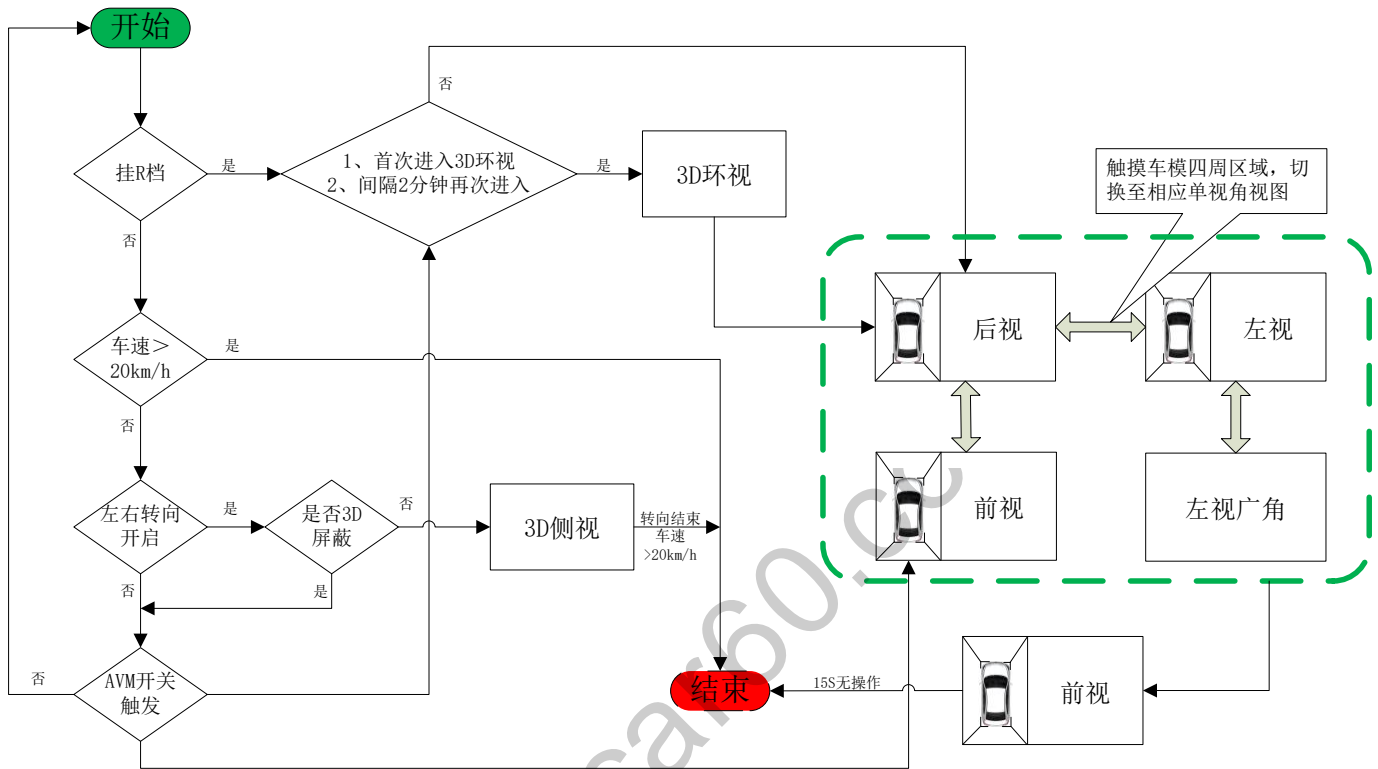 开始
否
挂R档
是
1、首次进入3D环视
2、间隔2分钟再次进入
是
3D环视
触摸车模四周区域，切
换至相应单视角视图
否
车速＞
20km/h
是
后视
左视
否
左右转向
开启
是
是否3D
屏蔽
否
3D侧视
转向结束
车速
>20km/h
前视
左视广角
否
是
否
AVM开关
触发
结束
15S无操作
前视
car60.cc